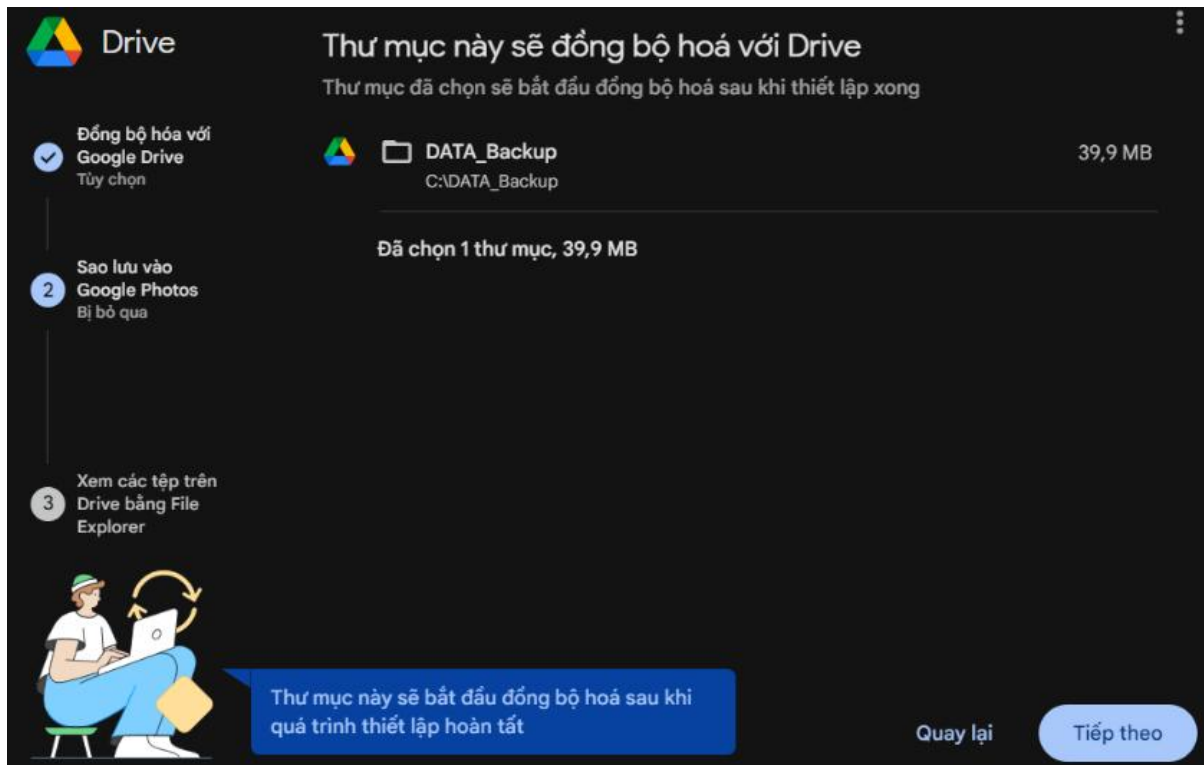 Drive
Thư mục này sẽ đồng bộ hoá với Drive
Thư mục đã chọn sẽ bắt đầu đồng bộ hoá sau khi thiết lập xong
Đồng bộ hóa với
Google Drive
Tùy chọn
DATA_Backup
39,9 MB
C:\DATA_Backup
Đã chọn 1 thư mục, 39,9 MB
2
Sao lưu vào
Google Photos
Bị bỏ qua
3
Xem các tệp trên
Drive bằng File
Explorer
Thư mục này sẽ bắt đầu đồng bộ hoá sau khi
quá trình thiết lập hoàn tất
Quay lại
Tiếp theo